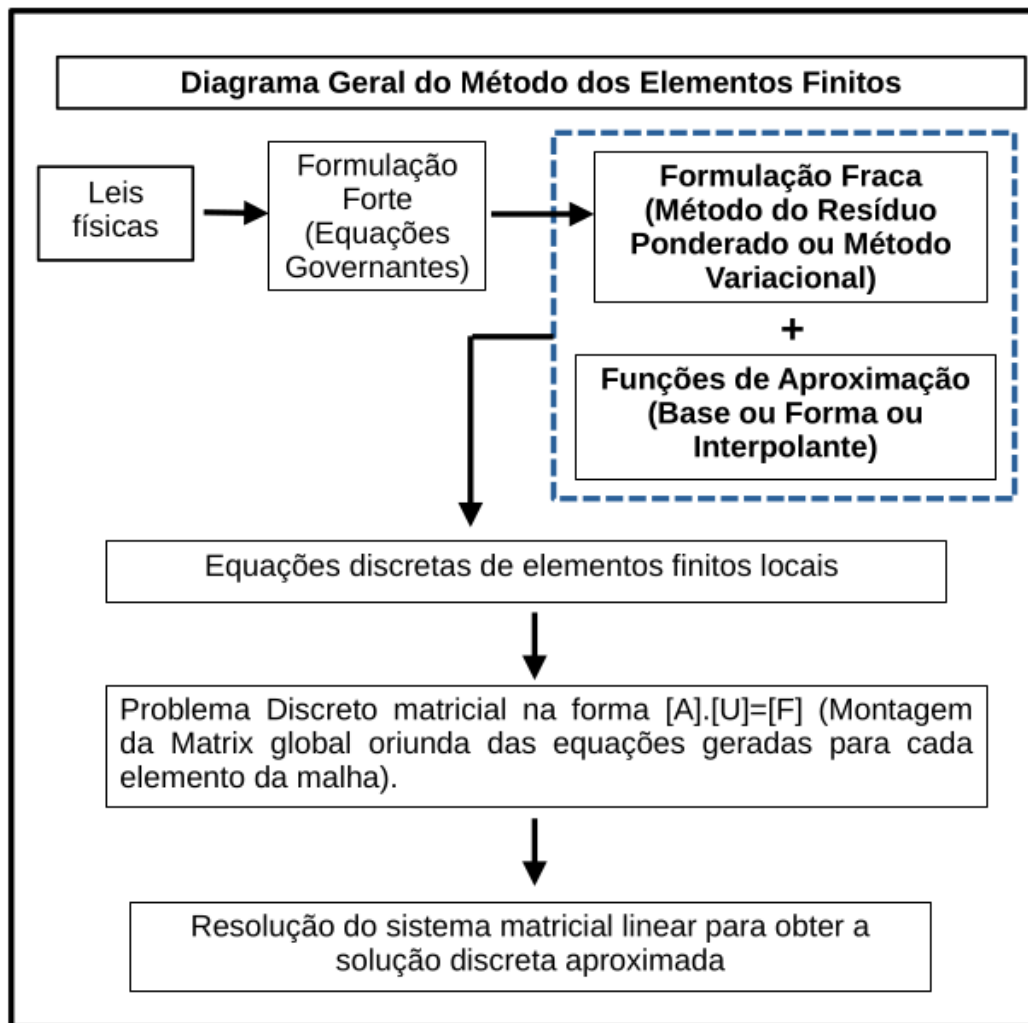 Diagrama Geral do Método dos Elementos Finitos
Leis
físicas
Formulação
Forte
(Equações
Governantes)
Formulação Fraca
(Método do Resíduo
Ponderado ou Método
Variacional)
+
Funções de Aproximação
(Base ou Forma ou
Interpolante)
Equações discretas de elementos finitos locais
Problema Discreto matricial na forma [A].[U]=[F] (Montagem
da Matrix global oriunda das equações geradas para cada
elemento da malha).
Resolução do sistema matricial linear para obter a
solução discreta aproximada